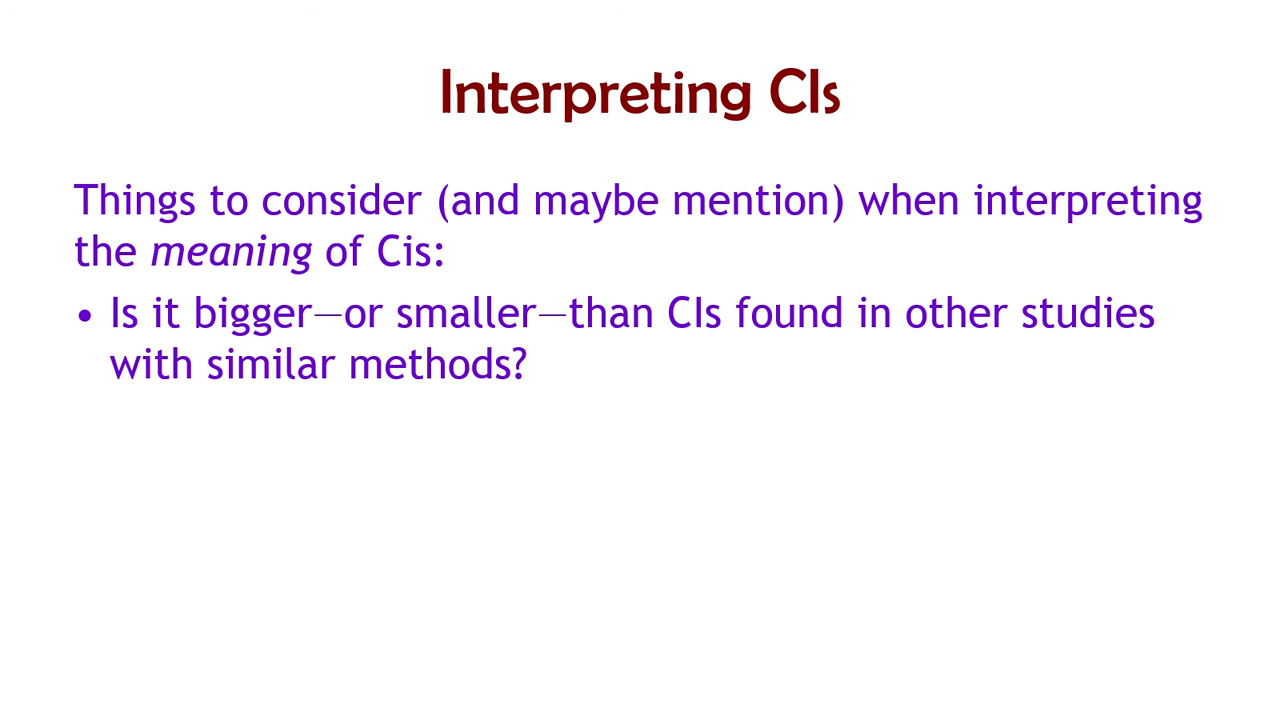 Interpreting CIs
Things to consider (and maybe mention) when interpreting
the meaning of Cis:
• Is it bigger—or smaller—than CIs found in other studies
with similar methods?